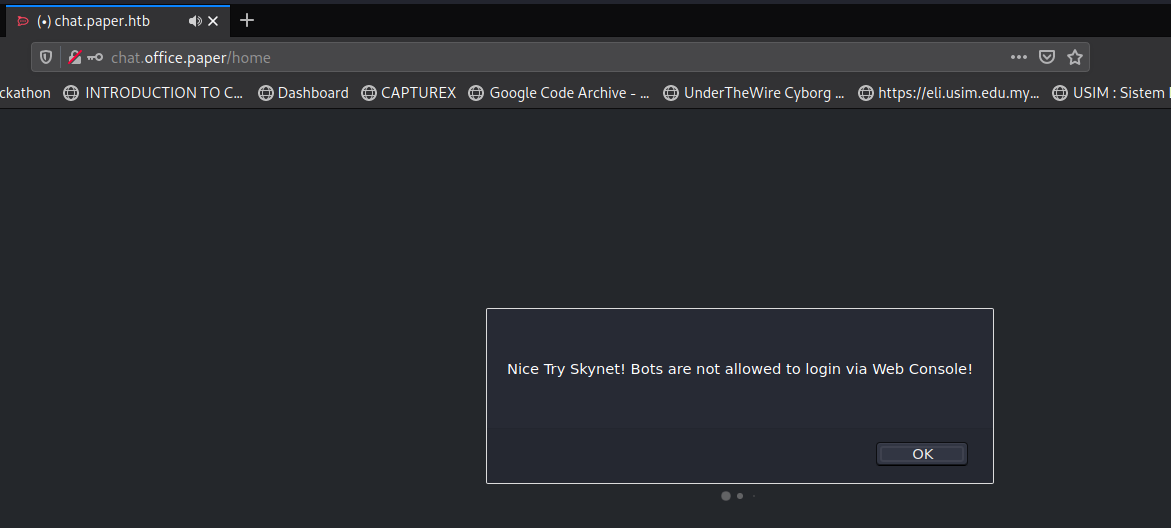 (•) chat.paper.htb
chat.office.paper/home
ckathon INTRODUCTION TO C... Dashboard CAPTUREX Google Code Archive - ... UnderTheWire Cyborg ... https://eli.usim.edu.my... USIM : Sistem
Nice Try Skynet! Bots are not allowed to login via Web Console!
OK